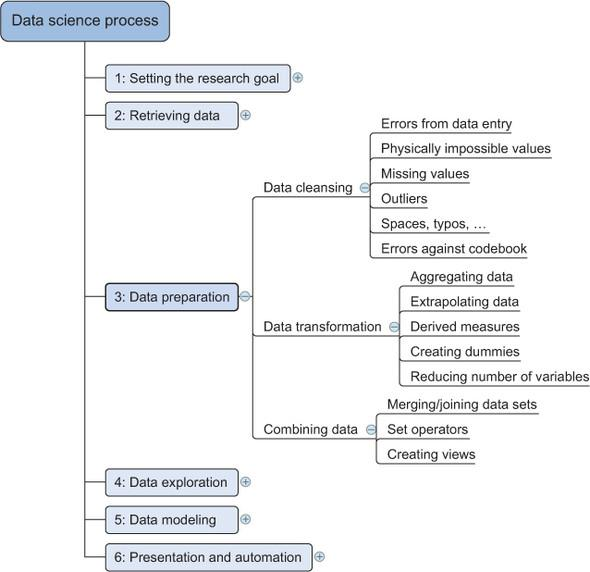 Data science process
1: Setting the research goal
2: Retrieving data
3: Data preparation
Data cleansing
Errors from data entry
Physically impossible values
Missing values
Outliers
Spaces, typos, …
Errors against codebook
Data transformation
Aggregating data
Extrapolating data
Derived measures
Creating dummies
Reducing number of variables
Combining data
Merging/joining data sets
Set operators
Creating views
4: Data exploration
5: Data modeling
6: Presentation and automation